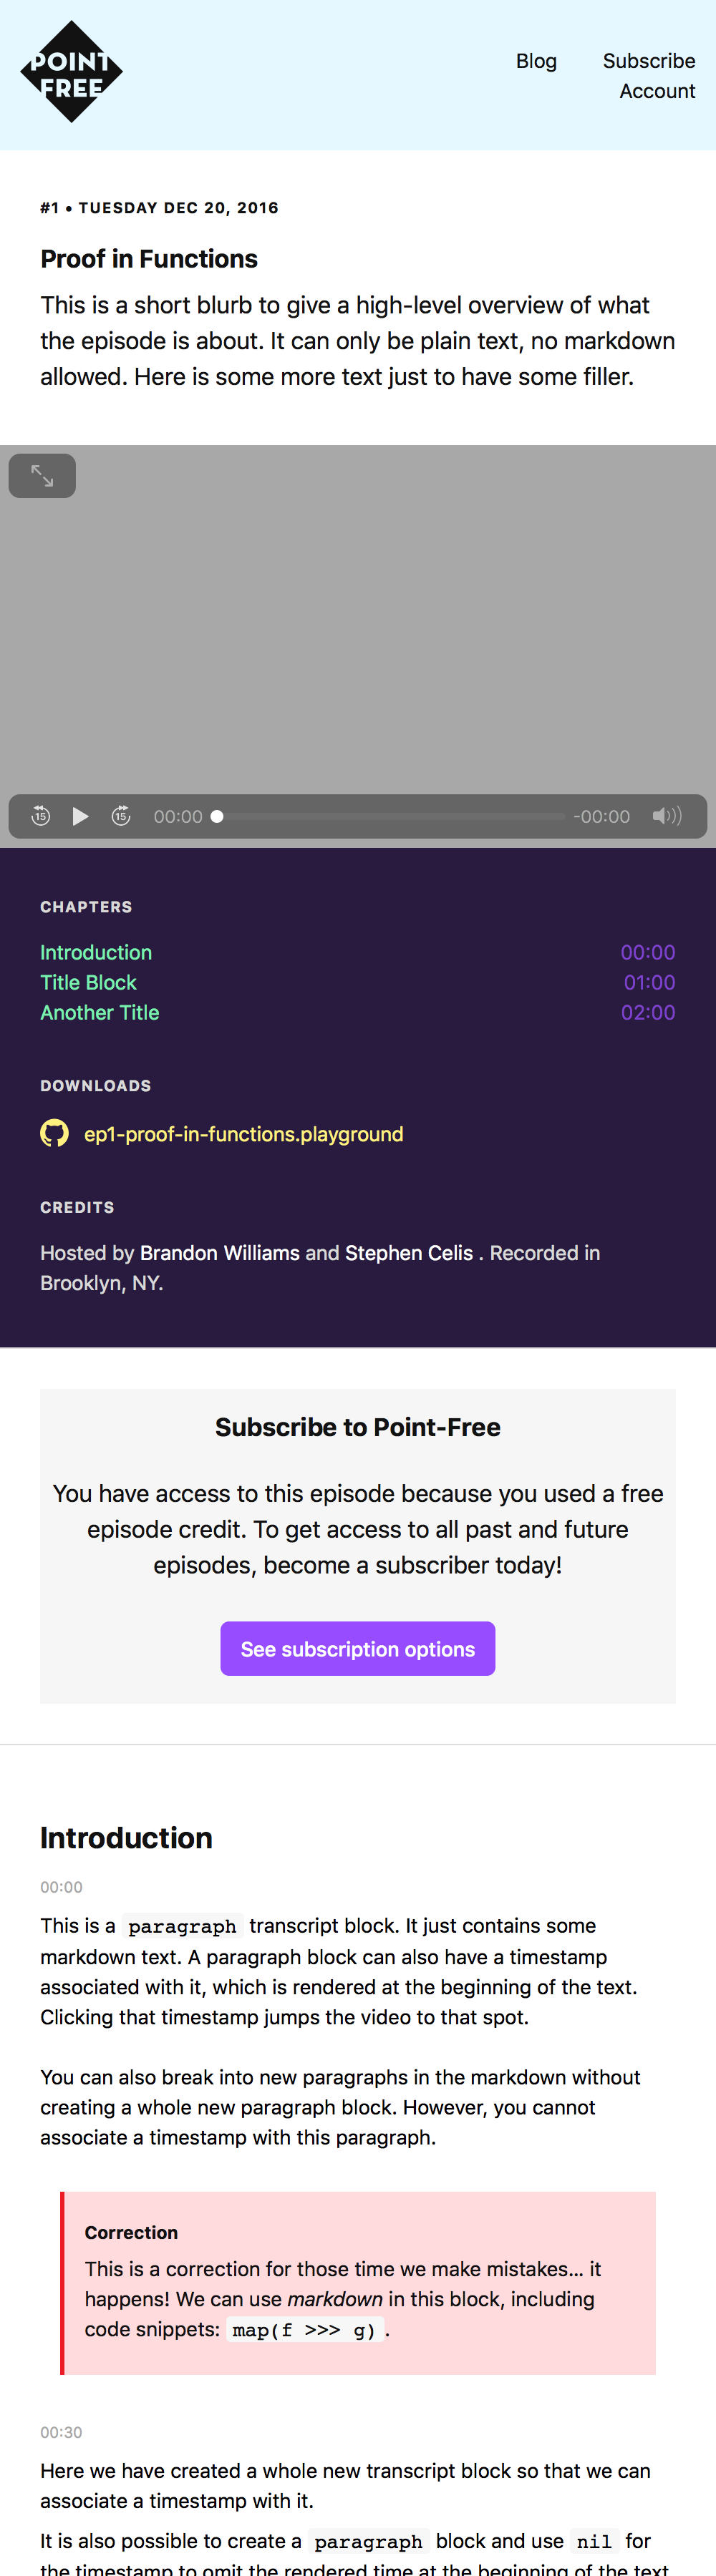 POINT
FREE
Blog
Subscribe
Account
#1 • TUESDAY DEC 20, 2016
Proof in Functions
This is a short blurb to give a high-level overview of what
the episode is about. It can only be plain text, no markdown
allowed. Here is some more text just to have some filler.
15
15
00:00
-00:00
CHAPTERS
Introduction 00:00
Title Block 01:00
Another Title 02:00
DOWNLOADS
ep1-proof-in-functions.playground
CREDITS
Hosted by Brandon Williams and Stephen Celis . Recorded in
Brooklyn, NY.
Subscribe to Point-Free
You have access to this episode because you used a free
episode credit. To get access to all past and future
episodes, become a subscriber today!
See subscription options
Introduction
00:00
This is a paragraph transcript block. It just contains some
markdown text. A paragraph block can also have a timestamp
associated with it, which is rendered at the beginning of the text.
Clicking that timestamp jumps the video to that spot.
You can also break into new paragraphs in the markdown without
creating a whole new paragraph block. However, you cannot
associate a timestamp with this paragraph.
Correction
This is a correction for those time we make mistakes… it
happens! We can use markdown in this block, including
code snippets: map(f >>> g).
00:30
Here we have created a whole new transcript block so that we can
associate a timestamp with it.
It is also possible to create a paragraph block and use nil for
the timestamp to omit the rendered time at the beginning of the text